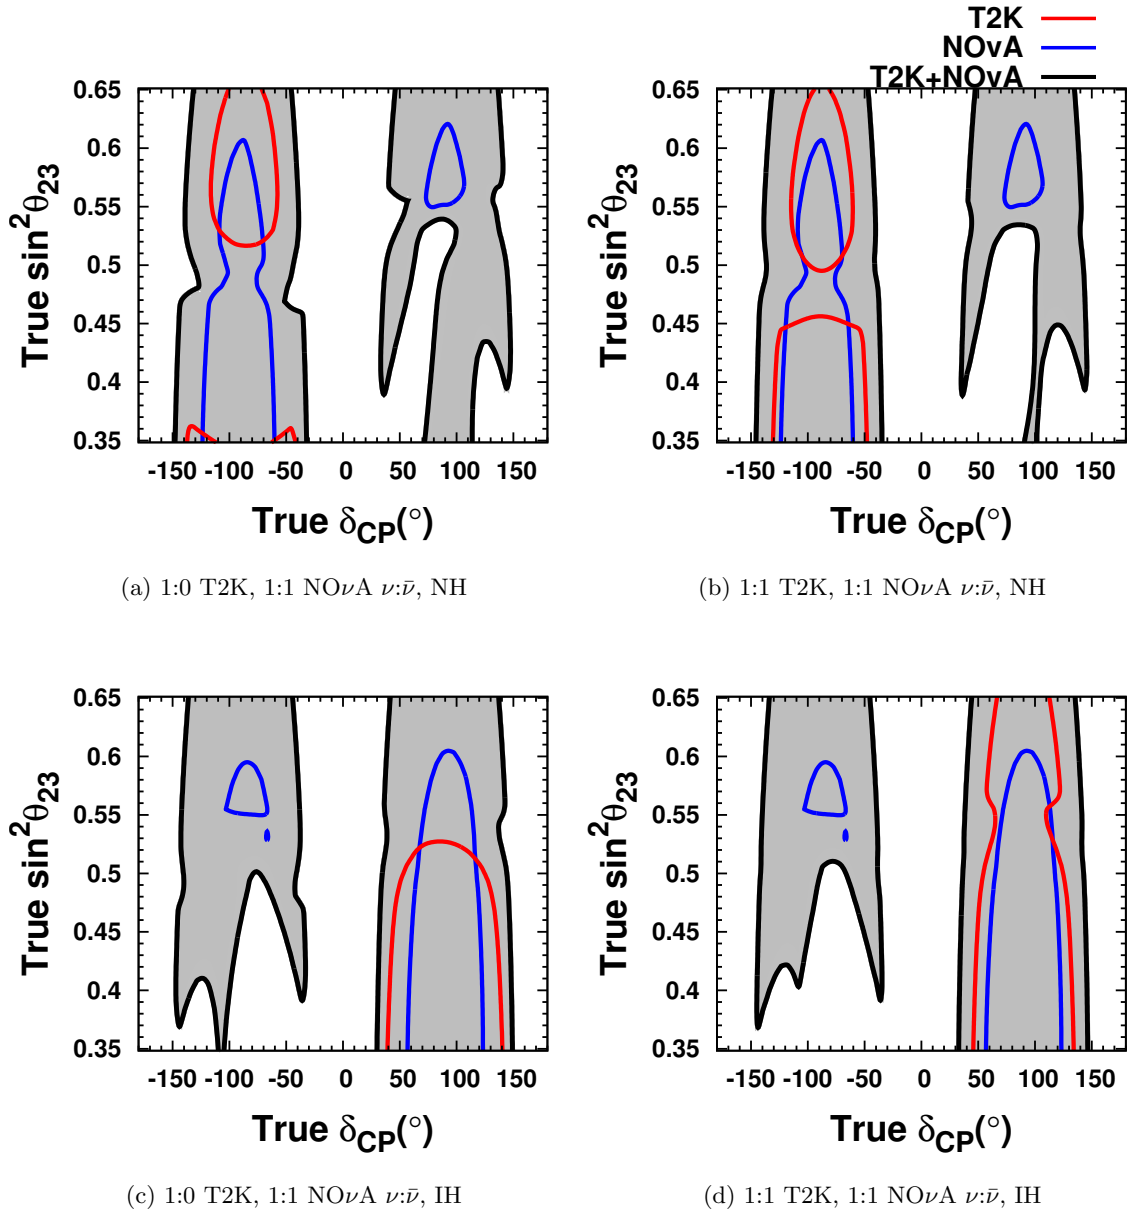 T2K
NOvA
T2K+NOvA
0.65
0.6
0.55
0.5
0.45
0.4
0.35
True sin²θ₂₃
-150 -100 -50 0 50 100 150
True δCP(°)
(a) 1:0 T2K, 1:1 NOνA ν:ν̄, NH
0.65
0.6
0.55
0.5
0.45
0.4
0.35
True sin²θ₂₃
-150 -100 -50 0 50 100 150
True δCP(°)
(b) 1:1 T2K, 1:1 NOνA ν:ν̄, NH
0.65
0.6
0.55
0.5
0.45
0.4
0.35
True sin²θ₂₃
-150 -100 -50 0 50 100 150
True δCP(°)
(c) 1:0 T2K, 1:1 NOνA ν:ν̄, IH
0.65
0.6
0.55
0.5
0.45
0.4
0.35
True sin²θ₂₃
-150 -100 -50 0 50 100 150
True δCP(°)
(d) 1:1 T2K, 1:1 NOνA ν:ν̄, IH